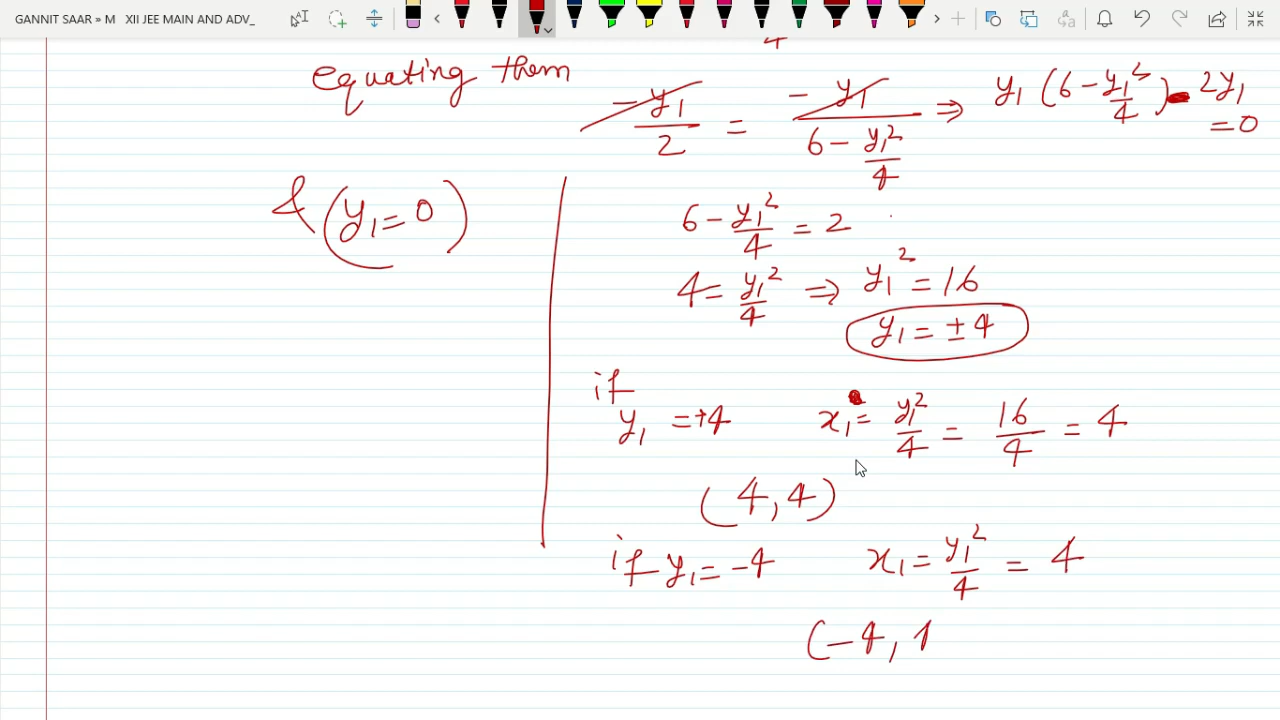 GANNIT SAAR » M XII JEE MAIN AND ADV_
4
equating them
- y₁/2 = - y₁/(6 - y₁²/4) ⇒ y₁ (6 - y₁²/4) - 2y₁ = 0
& (y₁ = 0)
6 - y₁²/4 = 2
4 = y₁²/4 ⇒ y₁² = 16
y₁ = ± 4
if
y₁ = +4 x₁ = y₁²/4 = 16/4 = 4
(4, 4)
if y₁ = -4 x₁ = y₁²/4 = 4
(-4, 4